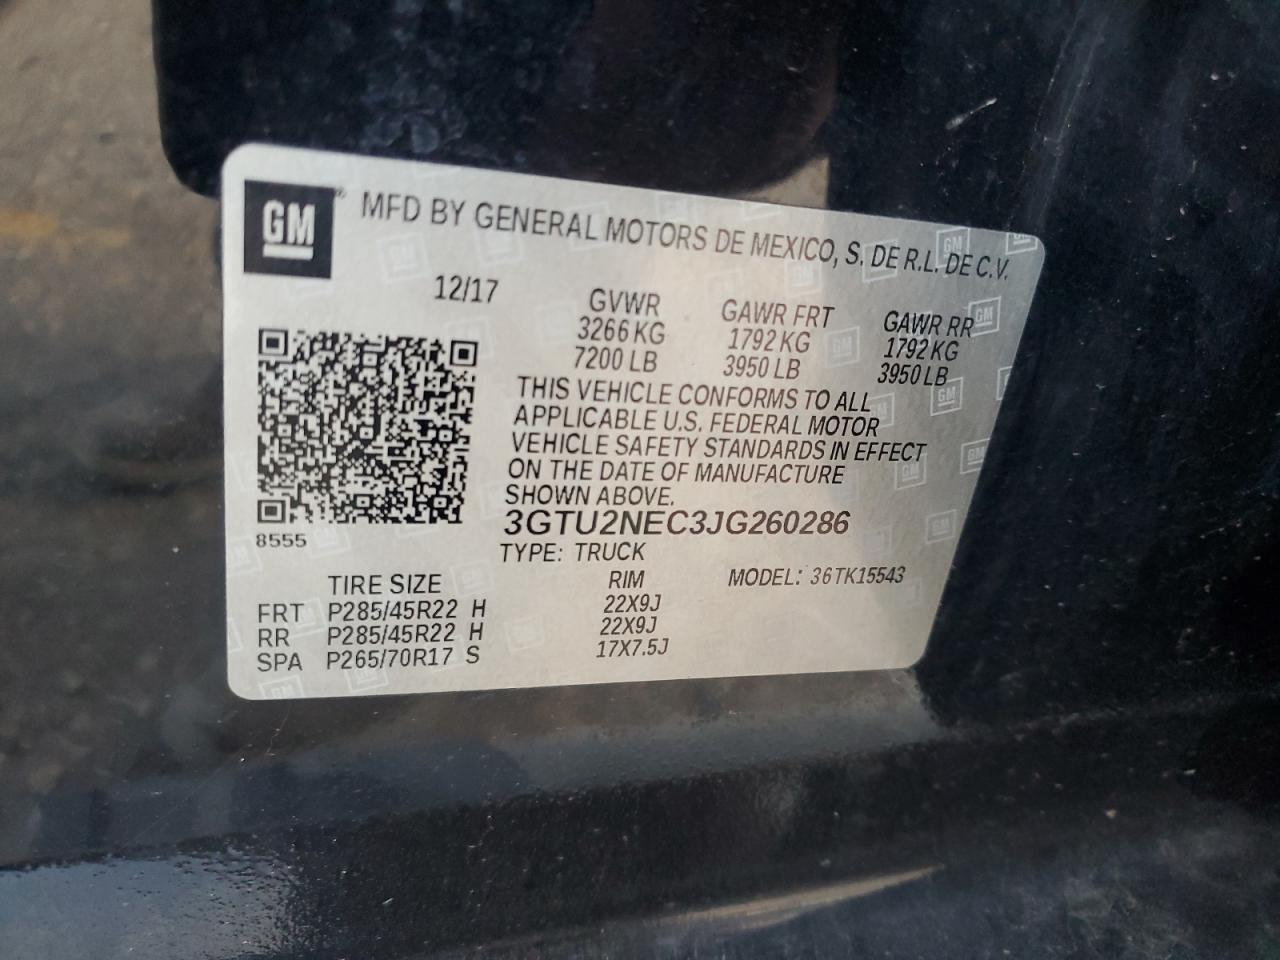 GM ® MFD BY GENERAL MOTORS DE MEXICO, S. DE R.L. DE C.V.
12/17
GVWR GAWR FRT GAWR RR
3266 KG 1792 KG 1792 KG
7200 LB 3950 LB 3950 LB
THIS VEHICLE CONFORMS TO ALL
APPLICABLE U.S. FEDERAL MOTOR
VEHICLE SAFETY STANDARDS IN EFFECT
ON THE DATE OF MANUFACTURE
SHOWN ABOVE.
3GTU2NEC3JG260286
8555
TYPE: TRUCK
TIRE SIZE RIM MODEL: 36TK15543
FRT P285/45R22 H 22X9J
RR P285/45R22 H 22X9J
SPA P265/70R17 S 17X7.5J